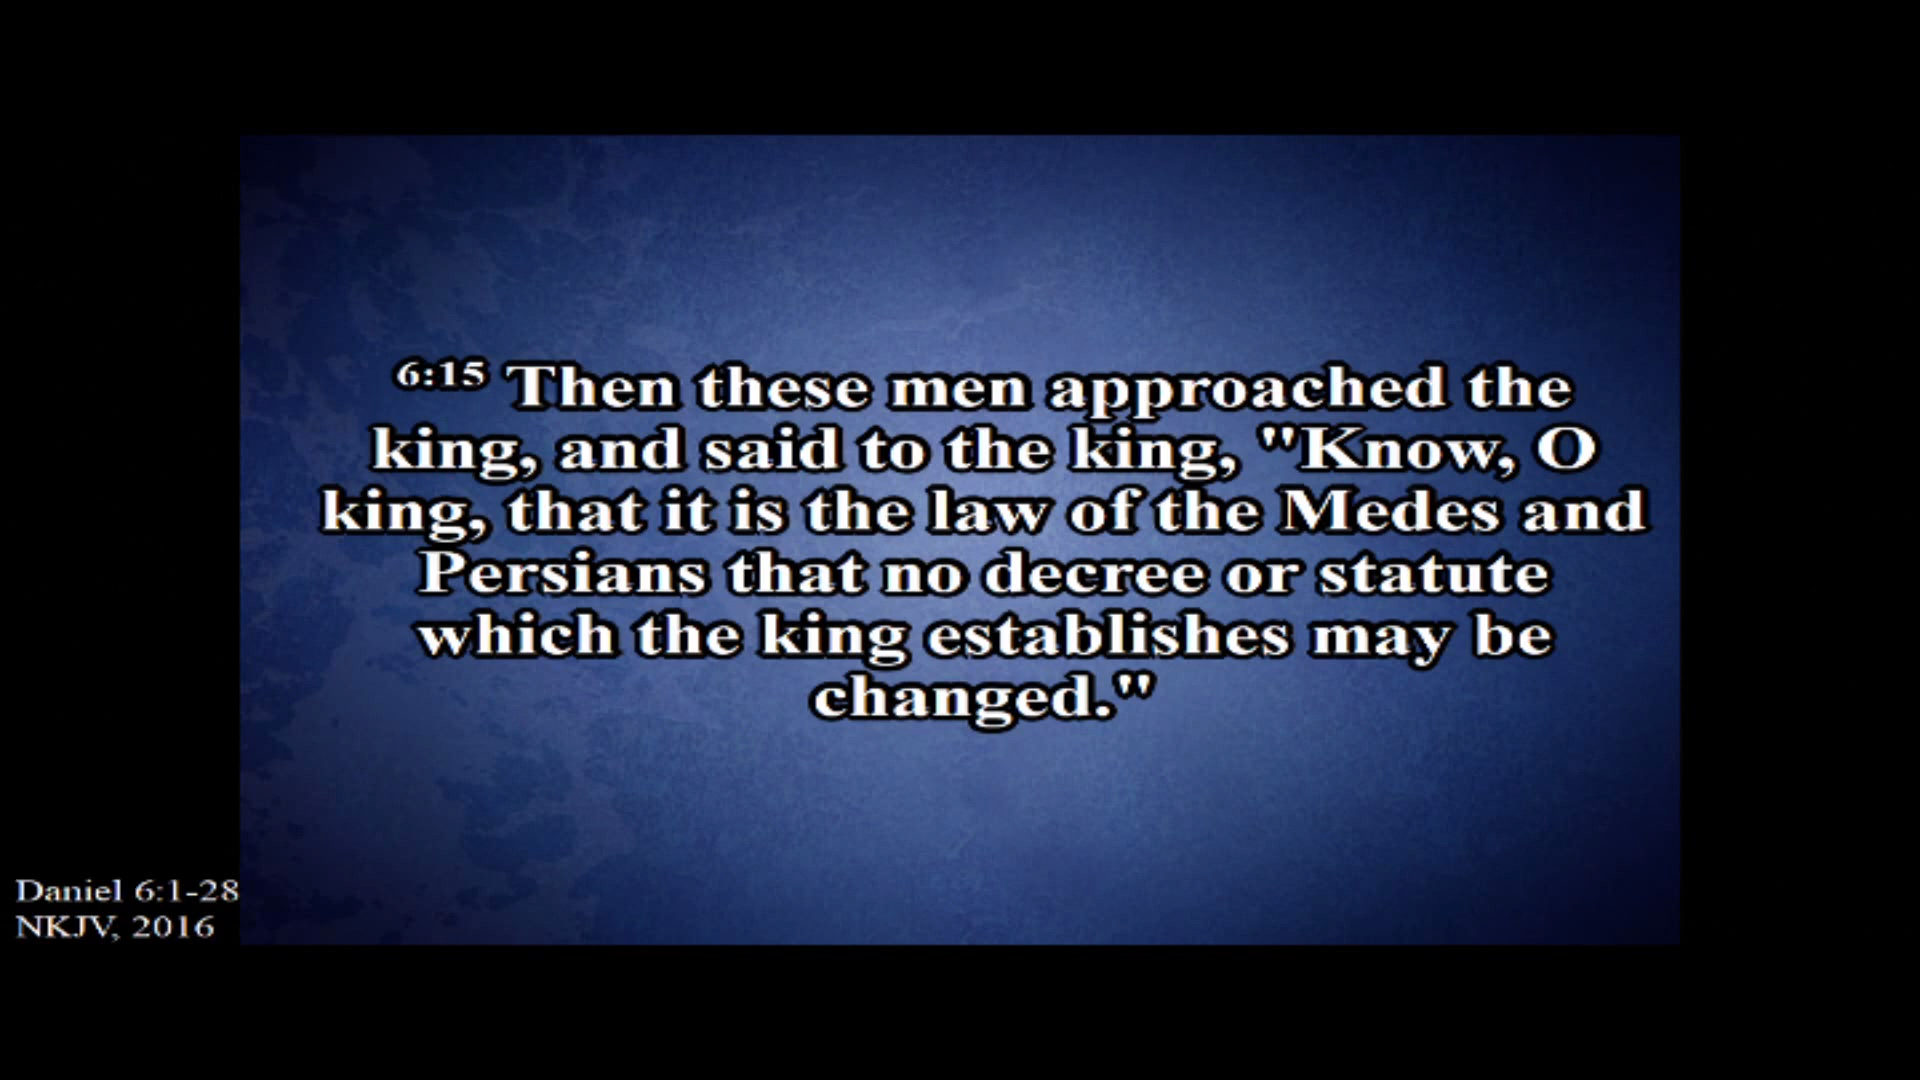 6:15 Then these men approached the
king, and said to the king, "Know, O
king, that it is the law of the Medes and
Persians that no decree or statute
which the king establishes may be
changed."
Daniel 6:1-28
NKJV, 2016